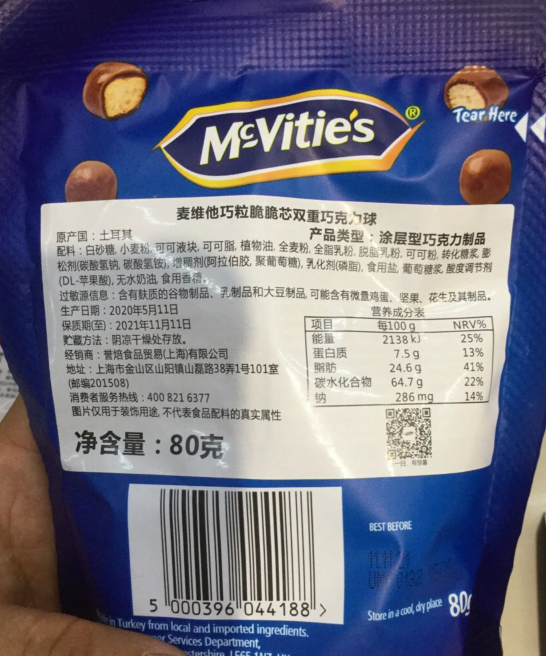 McVitie's®
Tear Here
麦维他巧粒脆脆芯双重巧克力球
原产国：土耳其 产品类型：涂层型巧克力制品
配料：白砂糖, 小麦粉, 可可液块, 可可脂, 植物油, 全麦粉, 全脂乳粉, 脱脂乳粉, 可可粉, 转化糖浆, 膨
松剂(碳酸氢钠, 碳酸氢铵), 增稠剂(阿拉伯胶, 聚葡萄糖), 乳化剂(磷脂), 食用盐, 葡萄糖浆, 酸度调节剂
(DL-苹果酸), 无水奶油, 食用香精。
过敏源信息：含有麸质的谷物制品、乳制品和大豆制品, 可能含有微量鸡蛋、坚果、花生及其制品。
生产日期：2020年5月11日
保质期(至)：2021年11月11日
贮藏方法：阴凉干燥处存放。
经销商：誉焙食品贸易(上海)有限公司
地址：上海市金山区山阳镇山磊路38弄1号101室
(邮编201508)
消费者服务热线：400 821 6377
图片仅用于装饰用途, 不代表食品配料的真实属性
净含量：80克
营养成分表
项目 每100g NRV%
能量 2138 kJ 25%
蛋白质 7.5 g 13%
脂肪 24.6 g 41%
碳水化合物 64.7 g 22%
钠 286 mg 14%
扫一扫, 有惊喜
5 000396 044188 >
BEST BEFORE
Store in a cool, dry place 80g
in Turkey from local and imported ingredients.
Services Department,